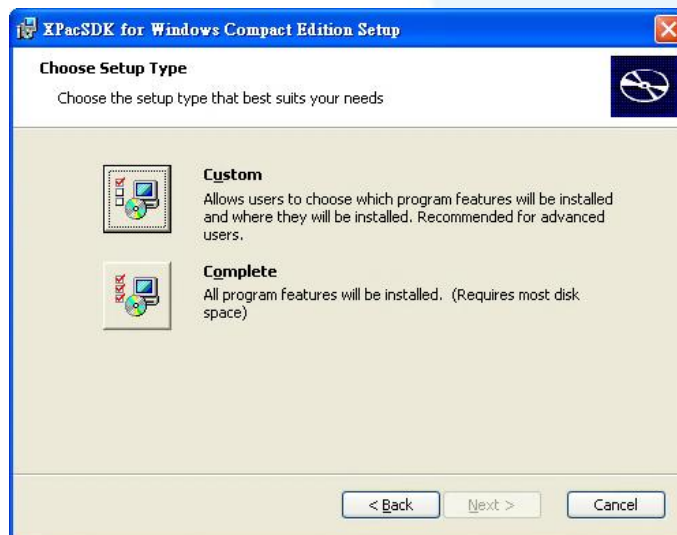 XPacSDK for Windows Compact Edition Setup
Choose Setup Type
Choose the setup type that best suits your needs
Custom
Allows users to choose which program features will be installed
and where they will be installed. Recommended for advanced
users.
Complete
All program features will be installed. (Requires most disk
space)
< Back
Next >
Cancel